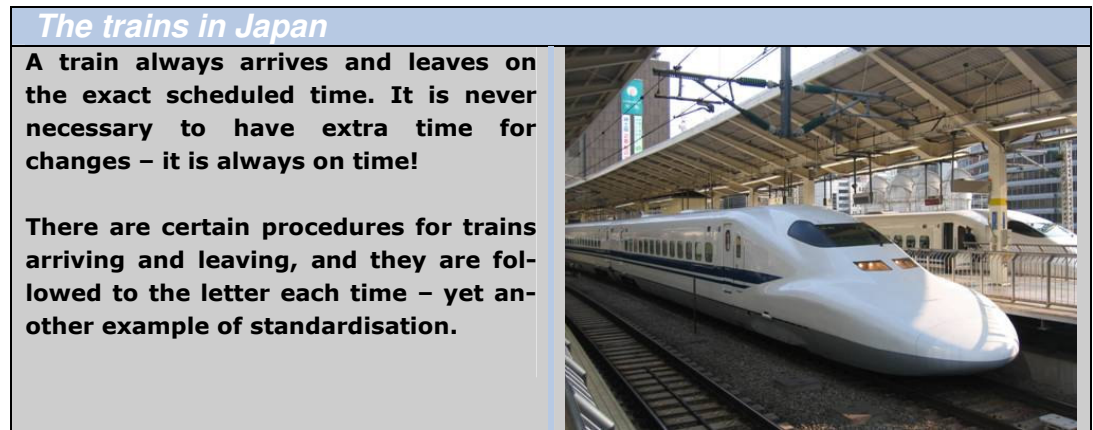 The trains in Japan
A train always arrives and leaves on
the exact scheduled time. It is never
necessary to have extra time for
changes – it is always on time!
There are certain procedures for trains
arriving and leaving, and they are fol-
lowed to the letter each time – yet an-
other example of standardisation.